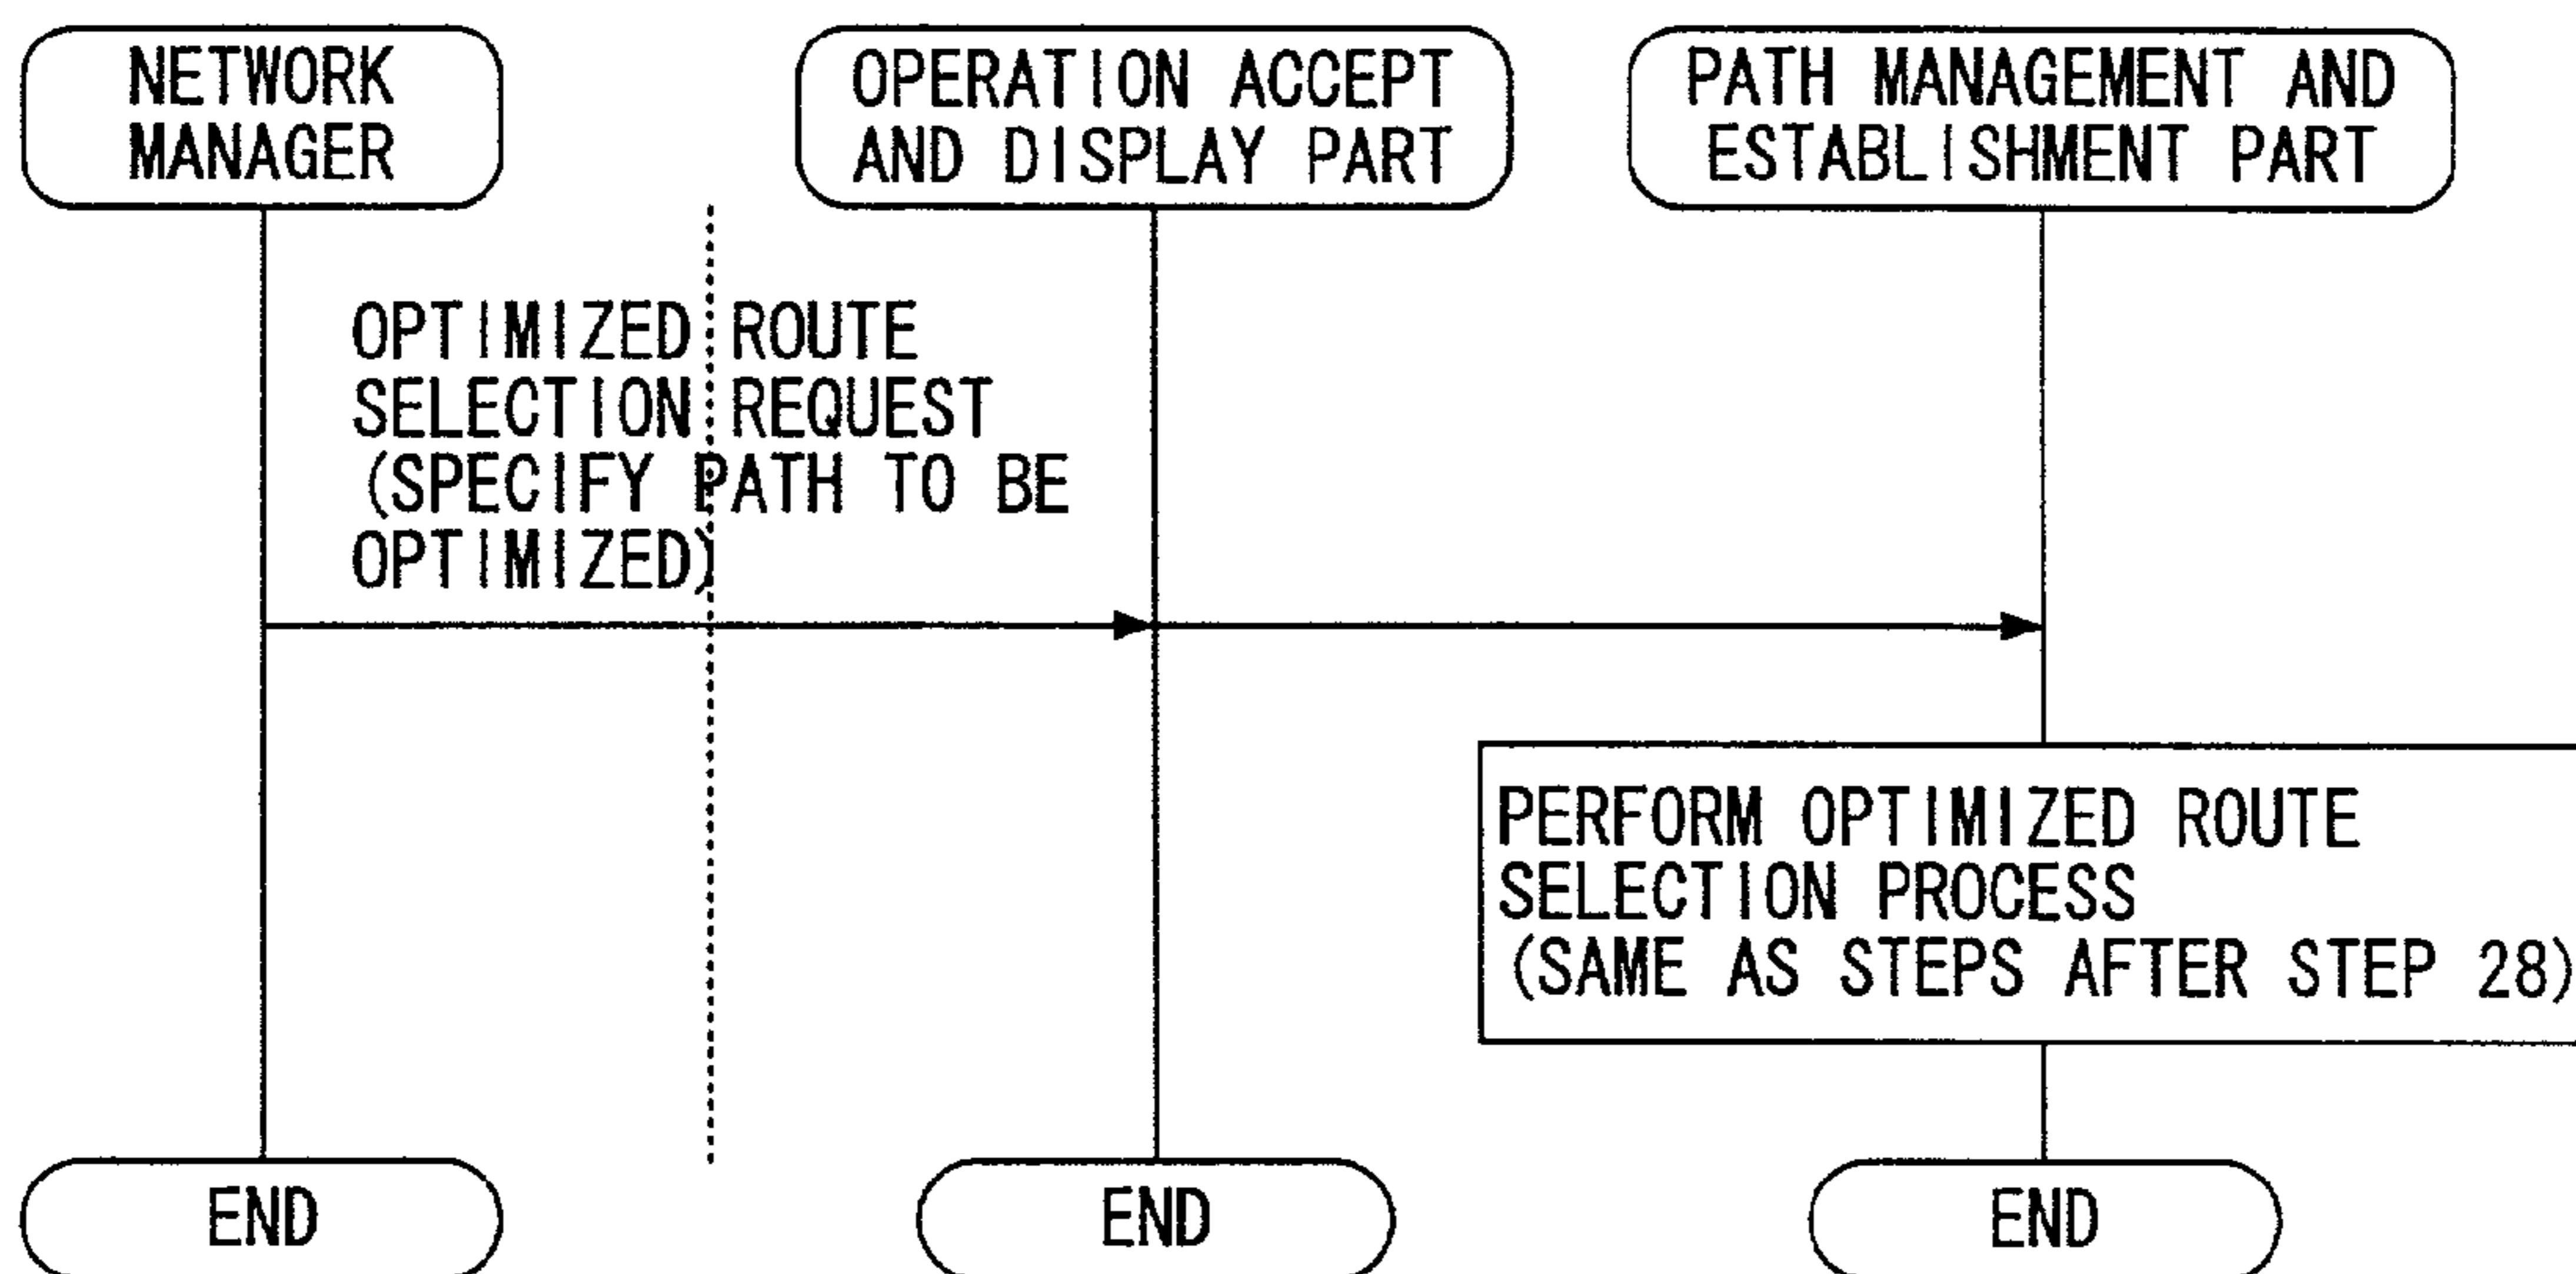 NETWORK
MANAGER
OPERATION ACCEPT
AND DISPLAY PART
PATH MANAGEMENT AND
ESTABLISHMENT PART
OPTIMIZED ROUTE
SELECTION REQUEST
(SPECIFY PATH TO BE
OPTIMIZED)
PERFORM OPTIMIZED ROUTE
SELECTION PROCESS
(SAME AS STEPS AFTER STEP 28)
END
END
END